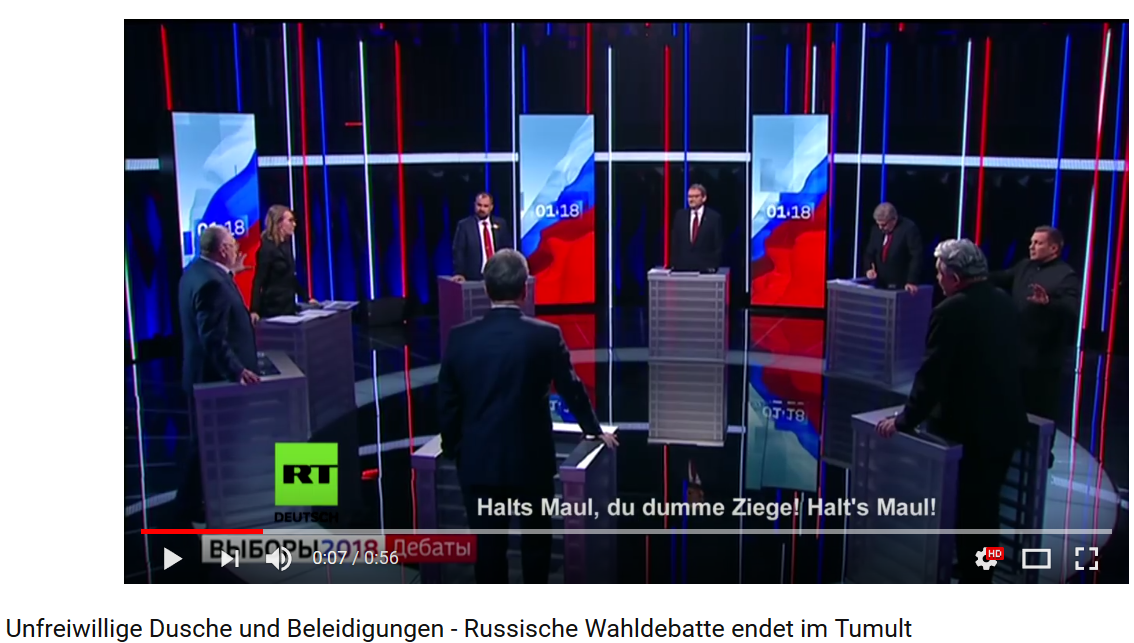 01:18
01:18
01:18
01:18
RT
DEUTSCH
Halts Maul, du dumme Ziege! Halt's Maul!
ВЫБОРЫ2018 Дебаты
0:07 / 0:56
HD
Unfreiwillige Dusche und Beleidigungen - Russische Wahldebatte endet im Tumult